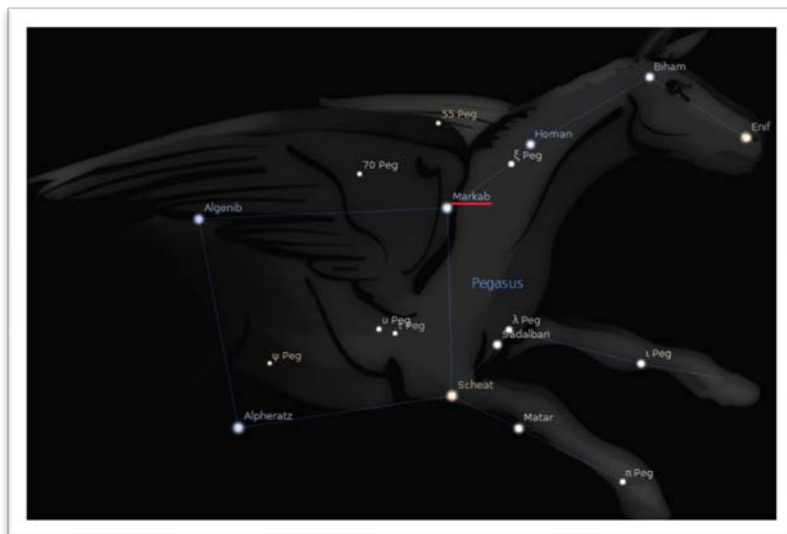 Biham
55 Peg
Enif
Homan
ξ Peg
70 Peg
Markab
Algenib
Pegasus
υ Peg
τ Peg
λ Peg
Sadalbari
ψ Peg
ι Peg
Scheat
Alpheratz
Matar
π Peg